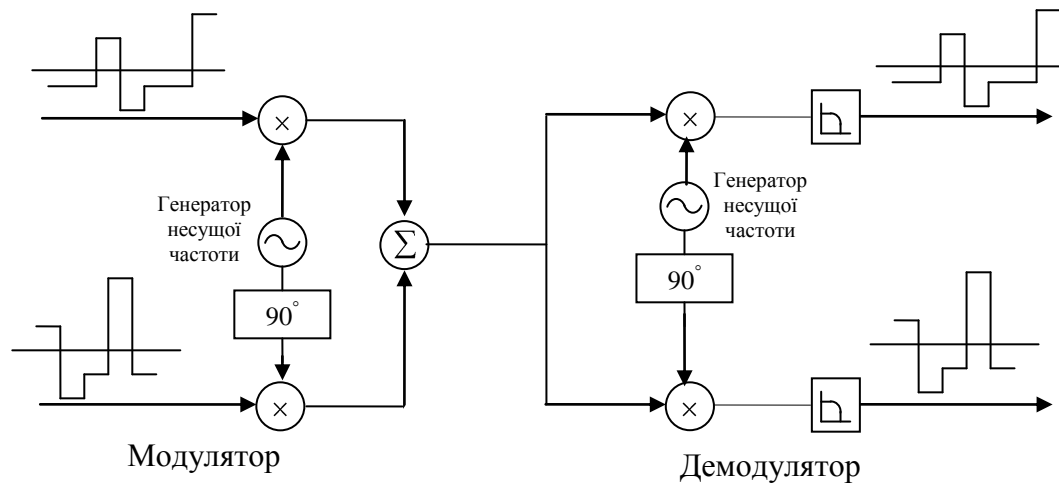 ×
×
Генератор
несущої
частоти
Генератор
несущої
частоти
Σ
90°
90°
×
×
Модулятор
Демодулятор